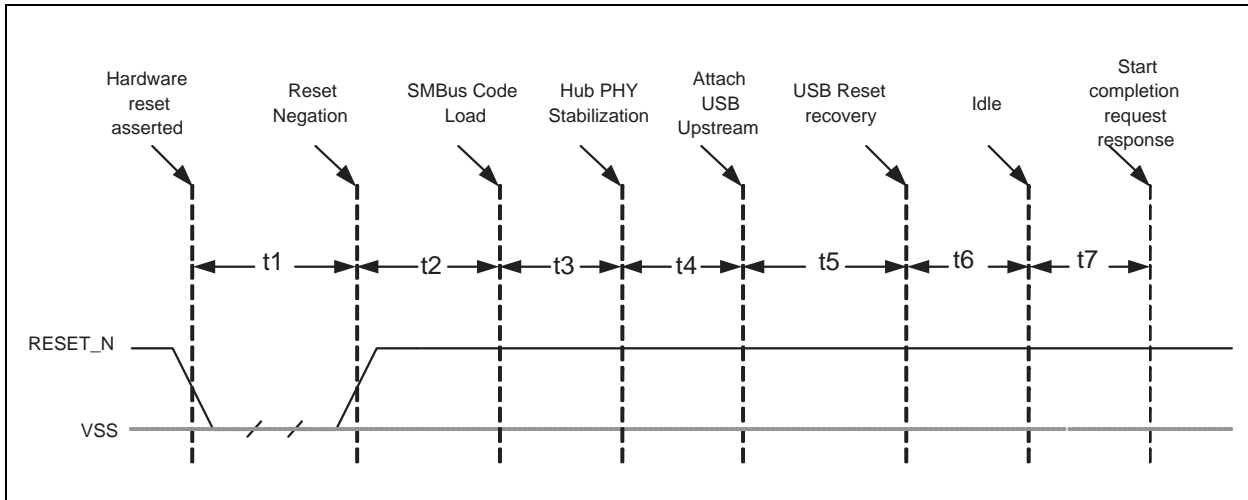 Hardware
reset
asserted
Reset
Negation
SMBus Code
Load
Hub PHY
Stabilization
Attach
USB
Upstream
USB Reset
recovery
Idle
Start
completion
request
response
t1
t2
t3
t4
t5
t6
t7
RESET_N
VSS